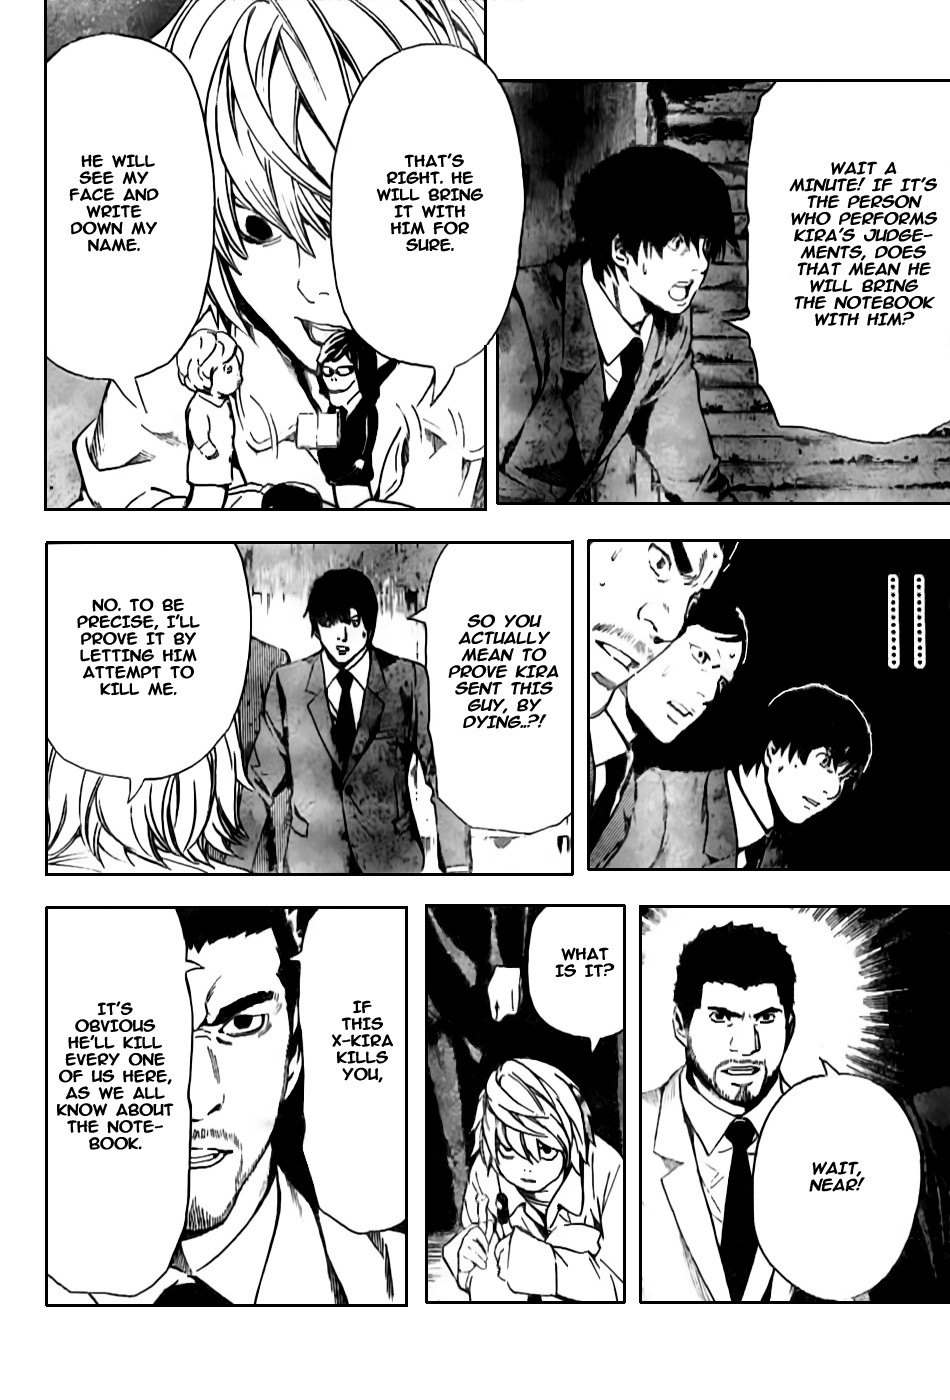 WAIT A
MINUTE! IF IT'S
THE PERSON
WHO PERFORMS
KIRA'S JUDGE-
MENTS, DOES
THAT MEAN HE
WILL BRING
THE NOTEBOOK
WITH HIM?
THAT'S
RIGHT. HE
WILL BRING
IT WITH
HIM FOR
SURE.
HE WILL
SEE MY
FACE AND
WRITE
DOWN MY
NAME.
SO YOU
ACTUALLY
MEAN TO
PROVE KIRA
SENT THIS
GUY, BY
DYING..?!
NO. TO BE
PRECISE, I'LL
PROVE IT BY
LETTING HIM
ATTEMPT TO
KILL ME.
WAIT,
NEAR!
WHAT
IS IT?
IF
THIS
X-KIRA
KILLS
YOU,
IT'S
OBVIOUS
HE'LL KILL
EVERY ONE
OF US HERE,
AS WE ALL
KNOW ABOUT
THE NOTE-
BOOK.